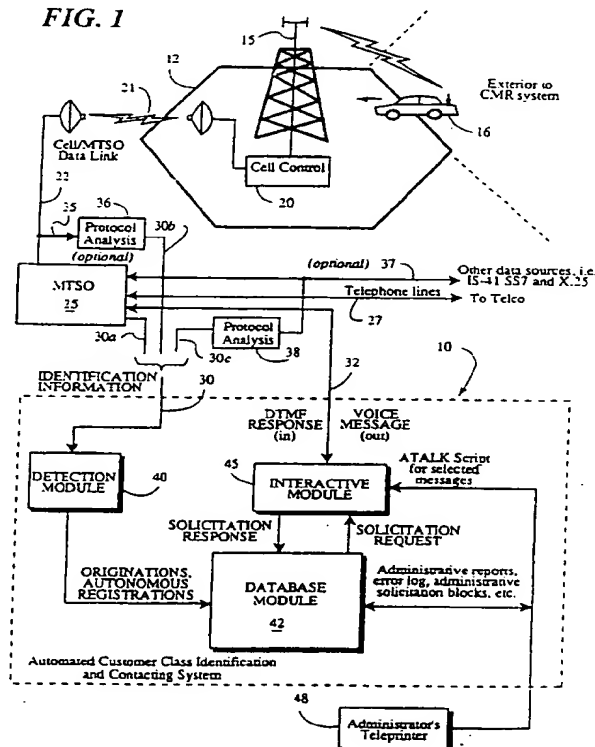 FIG. 1
15
12
21
Exterior to
CMR system
16
Cell/MTSO
Data Link
Cell Control
20
22
35
36
30b
Protocol
Analysis
(optional)
(optional) 37
Other data sources, i.e.
IS-41 SS7 and X.25
MTSO
25
Telephone lines
To Telco
27
30a
30c
Protocol
Analysis
38
32
10
IDENTIFICATION
INFORMATION
30
DTMF
RESPONSE
(in)
VOICE
MESSAGE
(out)
ATALK Script
for selected
messages
45
DETECTION
MODULE
40
INTERACTIVE
MODULE
SOLICITATION
RESPONSE
SOLICITATION
REQUEST
ORIGINATIONS,
AUTONOMOUS
REGISTRATIONS
DATABASE
MODULE
42
Administrative reports,
error log, administrative
solicitation blocks, etc.
Automated Customer Class Identification
and Contacting System
48
Administrator's
Teleprinter